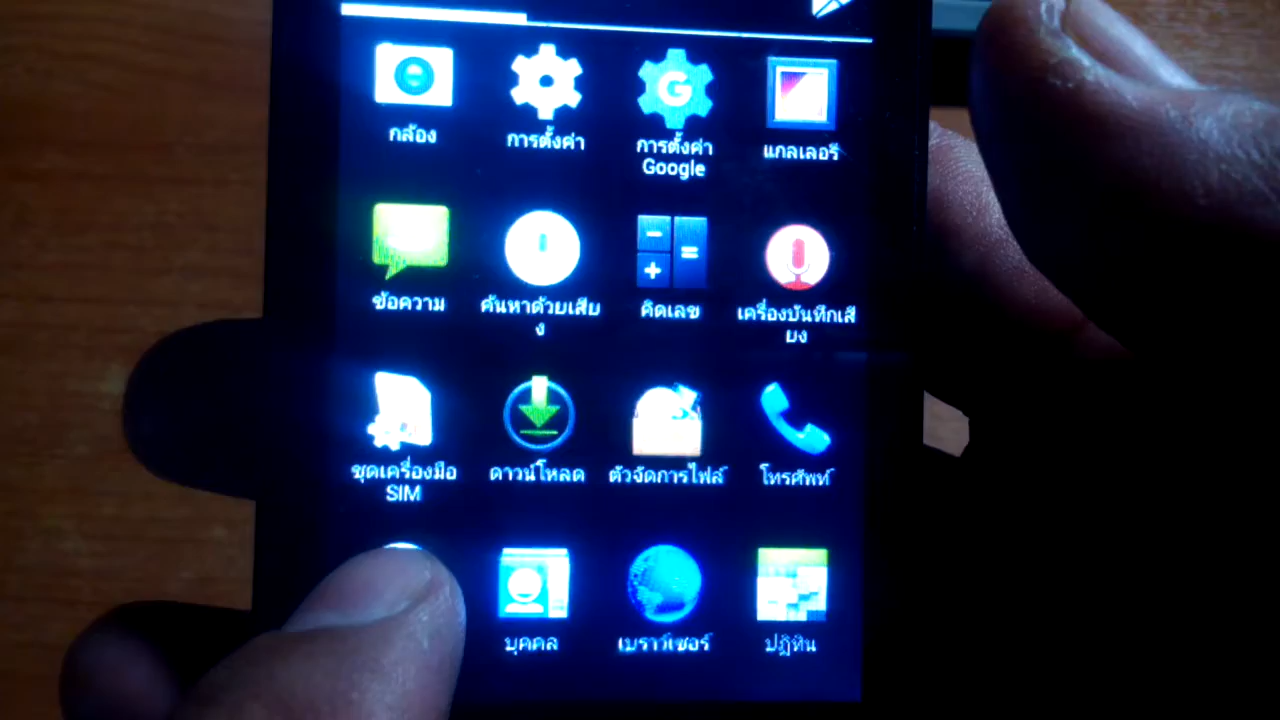 กล้อง
การตั้งค่า
การตั้งค่า
Google
แกลเลอรี
ข้อความ
ค้นหาด้วยเสีย
ง
คิดเลข
เครื่องบันทึกเสี
ยง
ชุดเครื่องมือ
SIM
ดาวน์โหลด
ตัวจัดการไฟล์
โทรศัพท์
บุคคล
เบราว์เซอร์
ปฏิทิน